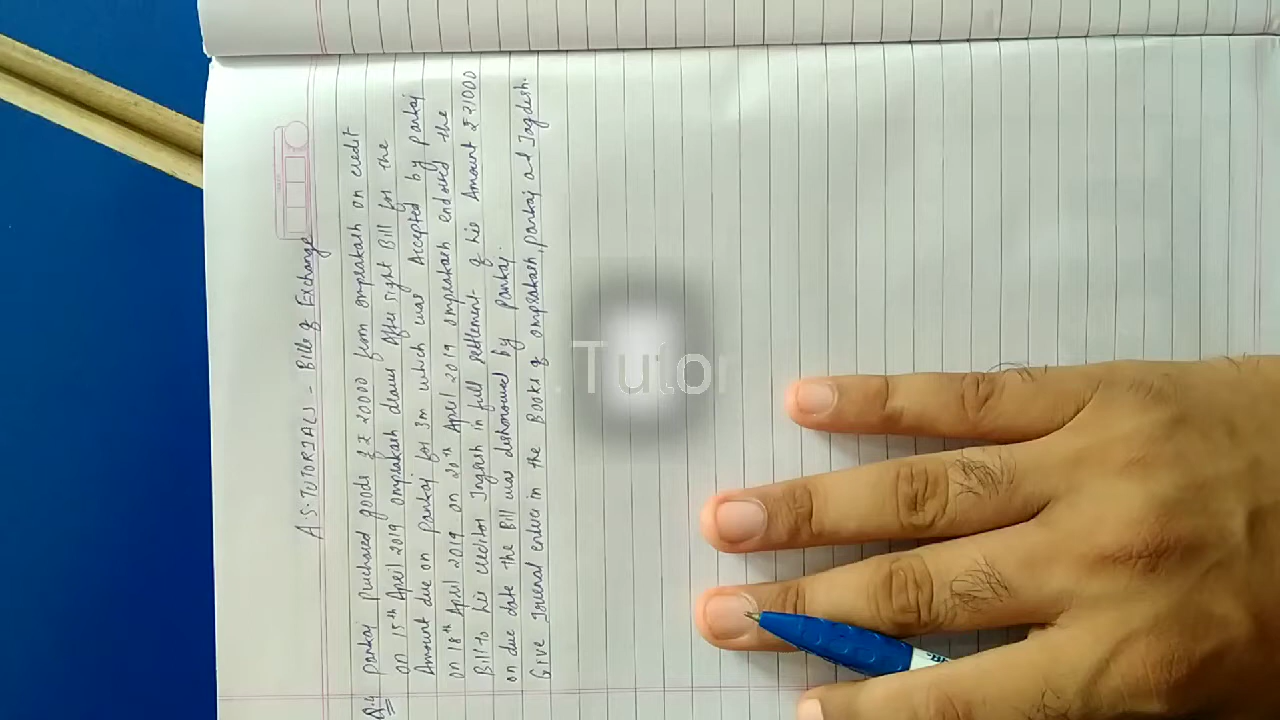 A S. TUTORIALS - Bills of Exchange
Q.4 Pankaj purchased goods of ₹ 20000 from omprakash on credit
on 15th April 2019 omprakash draws After sight Bill for the
Amount due on Pankaj for 3m which was Accepted by Pankaj
on 18th April 2019 on 20th April 2019 omprakash endorsed the
Bill to his creditor Jagdish in full settlement of his Amount ₹ 21000
on due date the Bill was dishonoured by Pankaj.
Give Journal entries in the Books of omprakash, Pankaj and Jagdesh.
. Tutor